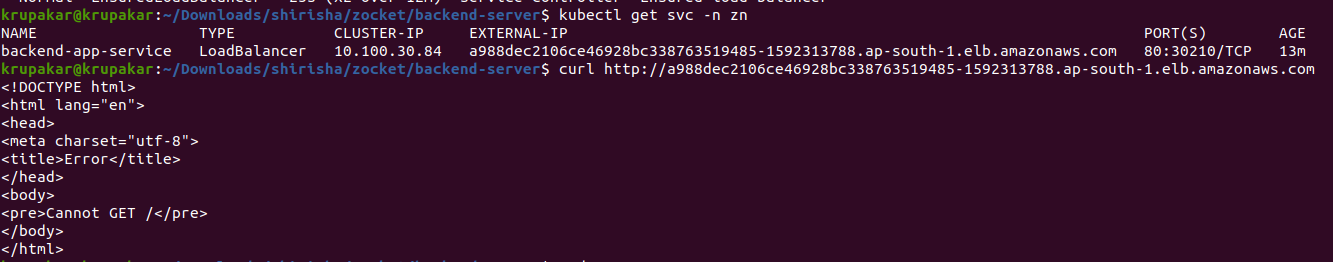 krupakar@krupakar:~/Downloads/shirisha/zocket/backend-server$ kubectl get svc -n zn
NAME TYPE CLUSTER-IP EXTERNAL-IP PORT(S) AGE
backend-app-service LoadBalancer 10.100.30.84 a988dec2106ce46928bc338763519485-1592313788.ap-south-1.elb.amazonaws.com 80:30210/TCP 13m
krupakar@krupakar:~/Downloads/shirisha/zocket/backend-server$ curl http://a988dec2106ce46928bc338763519485-1592313788.ap-south-1.elb.amazonaws.com
<!DOCTYPE html>
<html lang="en">
<head>
<meta charset="utf-8">
<title>Error</title>
</head>
<body>
<pre>Cannot GET /</pre>
</body>
</html>